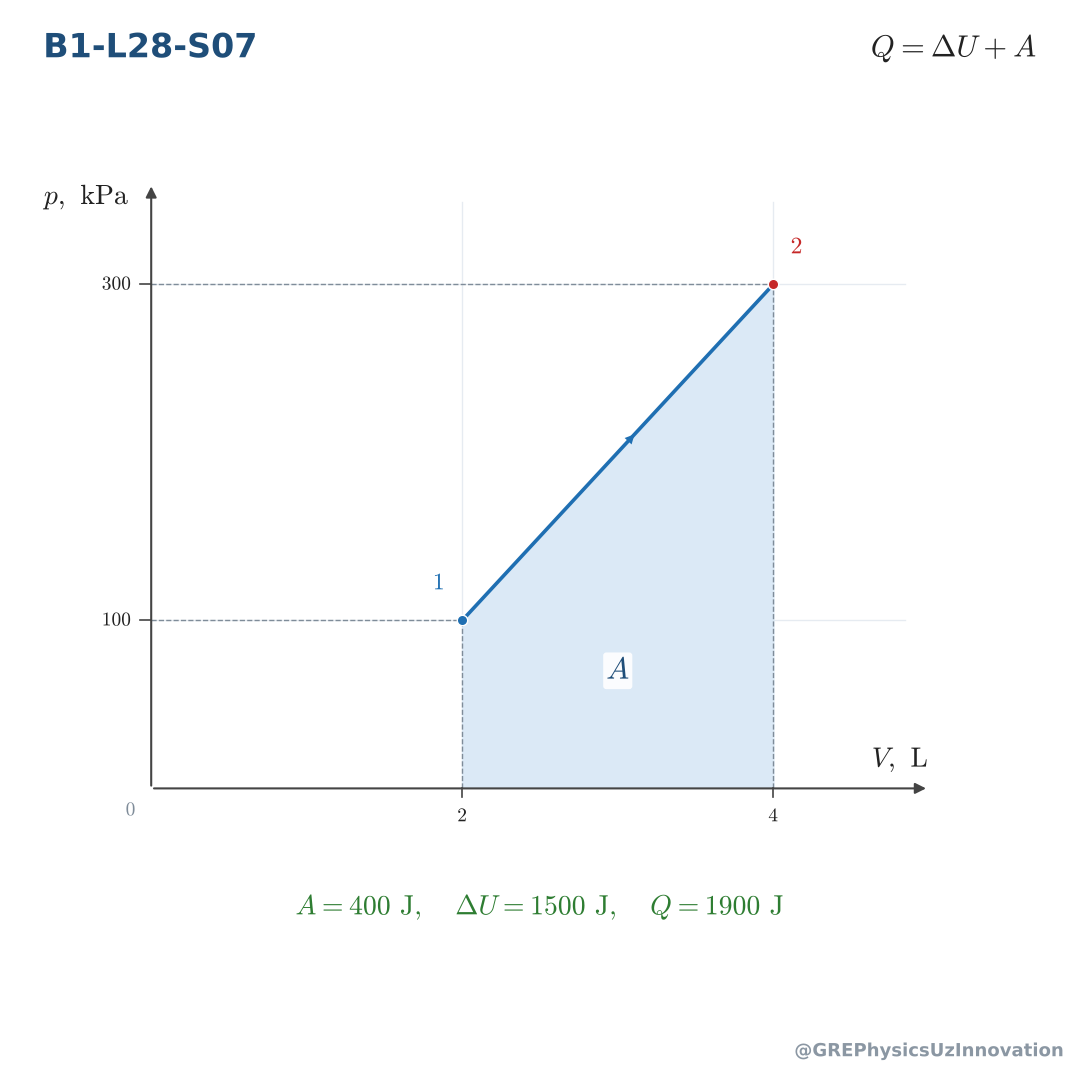 B1-L28-S07
Q = ΔU + A
p, kPa
2
300
1
100
A
V, L
0
2
4
A = 400 J, ΔU = 1500 J, Q = 1900 J
@GREPhysicsUzInnovation